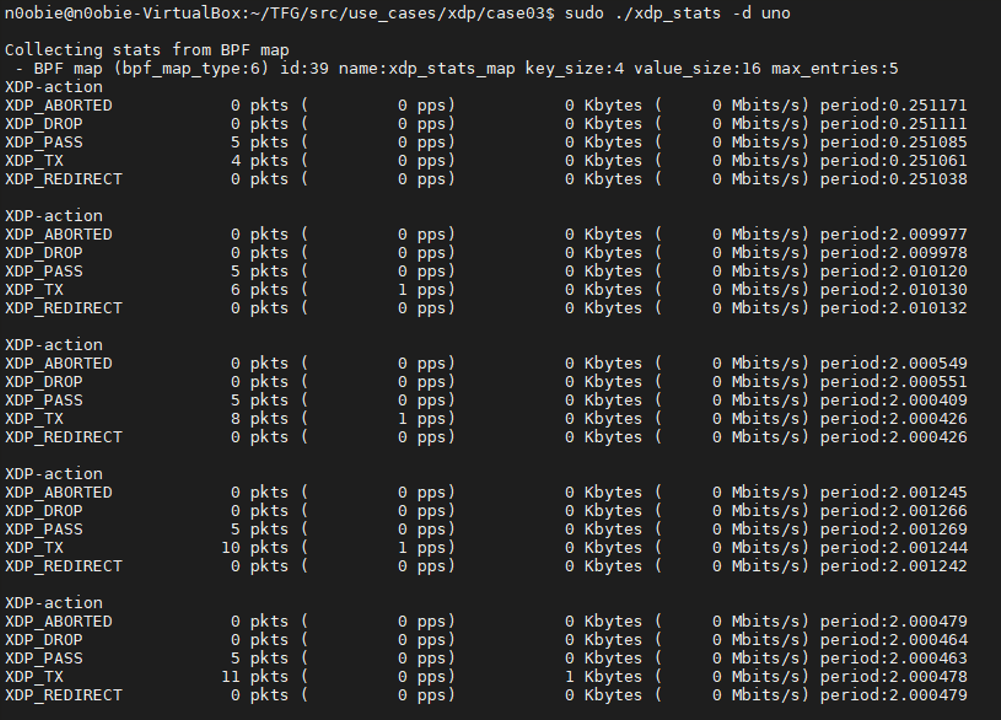 n0obie@n0obie-VirtualBox:~/TFG/src/use_cases/xdp/case03$ sudo ./xdp_stats -d uno

Collecting stats from BPF map
 - BPF map (bpf_map_type:6) id:39 name:xdp_stats_map key_size:4 value_size:16 max_entries:5
XDP-action
XDP_ABORTED            0 pkts (         0 pps)           0 Kbytes (     0 Mbits/s) period:0.251171
XDP_DROP               0 pkts (         0 pps)           0 Kbytes (     0 Mbits/s) period:0.251111
XDP_PASS               5 pkts (         0 pps)           0 Kbytes (     0 Mbits/s) period:0.251085
XDP_TX                 4 pkts (         0 pps)           0 Kbytes (     0 Mbits/s) period:0.251061
XDP_REDIRECT           0 pkts (         0 pps)           0 Kbytes (     0 Mbits/s) period:0.251038

XDP-action
XDP_ABORTED            0 pkts (         0 pps)           0 Kbytes (     0 Mbits/s) period:2.009977
XDP_DROP               0 pkts (         0 pps)           0 Kbytes (     0 Mbits/s) period:2.009978
XDP_PASS               5 pkts (         0 pps)           0 Kbytes (     0 Mbits/s) period:2.010120
XDP_TX                 6 pkts (         1 pps)           0 Kbytes (     0 Mbits/s) period:2.010130
XDP_REDIRECT           0 pkts (         0 pps)           0 Kbytes (     0 Mbits/s) period:2.010132

XDP-action
XDP_ABORTED            0 pkts (         0 pps)           0 Kbytes (     0 Mbits/s) period:2.000549
XDP_DROP               0 pkts (         0 pps)           0 Kbytes (     0 Mbits/s) period:2.000551
XDP_PASS               5 pkts (         0 pps)           0 Kbytes (     0 Mbits/s) period:2.000409
XDP_TX                 8 pkts (         1 pps)           0 Kbytes (     0 Mbits/s) period:2.000426
XDP_REDIRECT           0 pkts (         0 pps)           0 Kbytes (     0 Mbits/s) period:2.000426

XDP-action
XDP_ABORTED            0 pkts (         0 pps)           0 Kbytes (     0 Mbits/s) period:2.001245
XDP_DROP               0 pkts (         0 pps)           0 Kbytes (     0 Mbits/s) period:2.001266
XDP_PASS               5 pkts (         0 pps)           0 Kbytes (     0 Mbits/s) period:2.001269
XDP_TX                10 pkts (         1 pps)           0 Kbytes (     0 Mbits/s) period:2.001244
XDP_REDIRECT           0 pkts (         0 pps)           0 Kbytes (     0 Mbits/s) period:2.001242

XDP-action
XDP_ABORTED            0 pkts (         0 pps)           0 Kbytes (     0 Mbits/s) period:2.000479
XDP_DROP               0 pkts (         0 pps)           0 Kbytes (     0 Mbits/s) period:2.000464
XDP_PASS               5 pkts (         0 pps)           0 Kbytes (     0 Mbits/s) period:2.000463
XDP_TX                11 pkts (         0 pps)           1 Kbytes (     0 Mbits/s) period:2.000478
XDP_REDIRECT           0 pkts (         0 pps)           0 Kbytes (     0 Mbits/s) period:2.000479